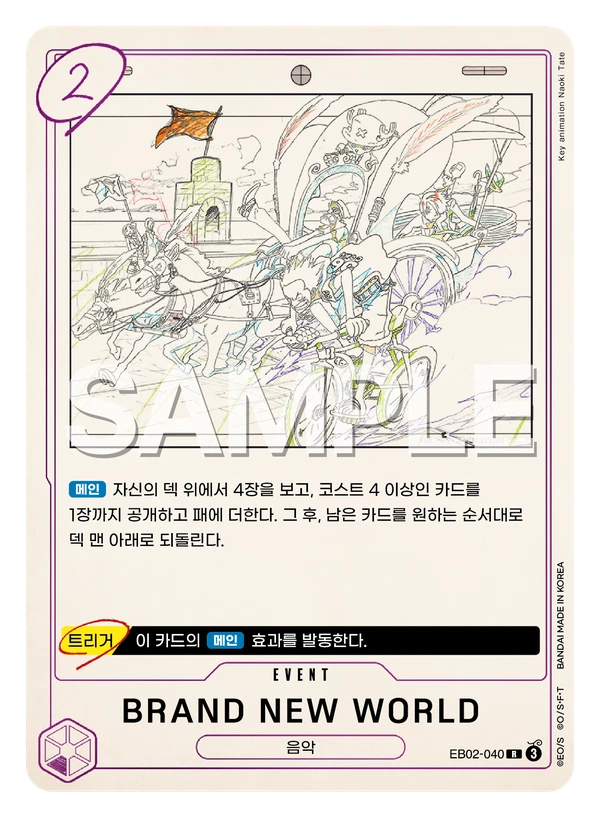 2
Key animation Naoki Tate
SAMPLE
메인 자신의 덱 위에서 4장을 보고, 코스트 4 이상인 카드를
1장까지 공개하고 패에 더한다. 그 후, 남은 카드를 원하는 순서대로
덱 맨 아래로 되돌린다.
트리거 이 카드의 메인 효과를 발동한다.
EVENT
BRAND NEW WORLD
음악
EB02-040 R 3
©EO/S ©O/S·F·T BANDAI MADE IN KOREA